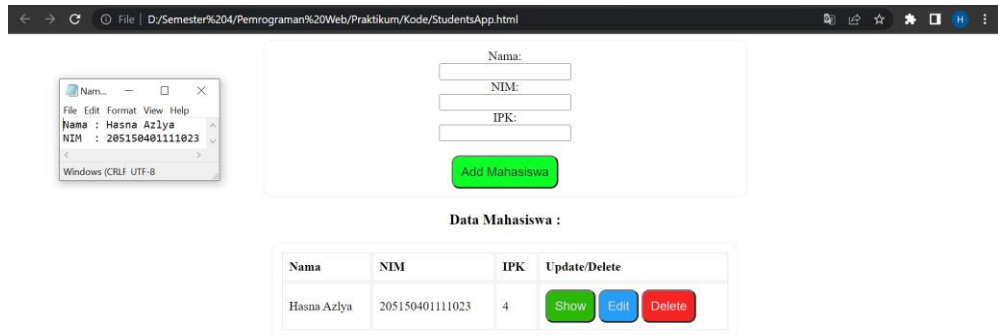 File D:/Semester%204/Pemrograman%20Web/Praktikum/Kode/StudentsApp.html
H
Nam...
File Edit Format View Help
Nama : Hasna Azlya
NIM : 205150401111023
Windows (CRLF UTF-8
Nama:
NIM:
IPK:
Add Mahasiswa
Data Mahasiswa :
Nama NIM IPK Update/Delete
Hasna Azlya 205150401111023 4 Show Edit Delete